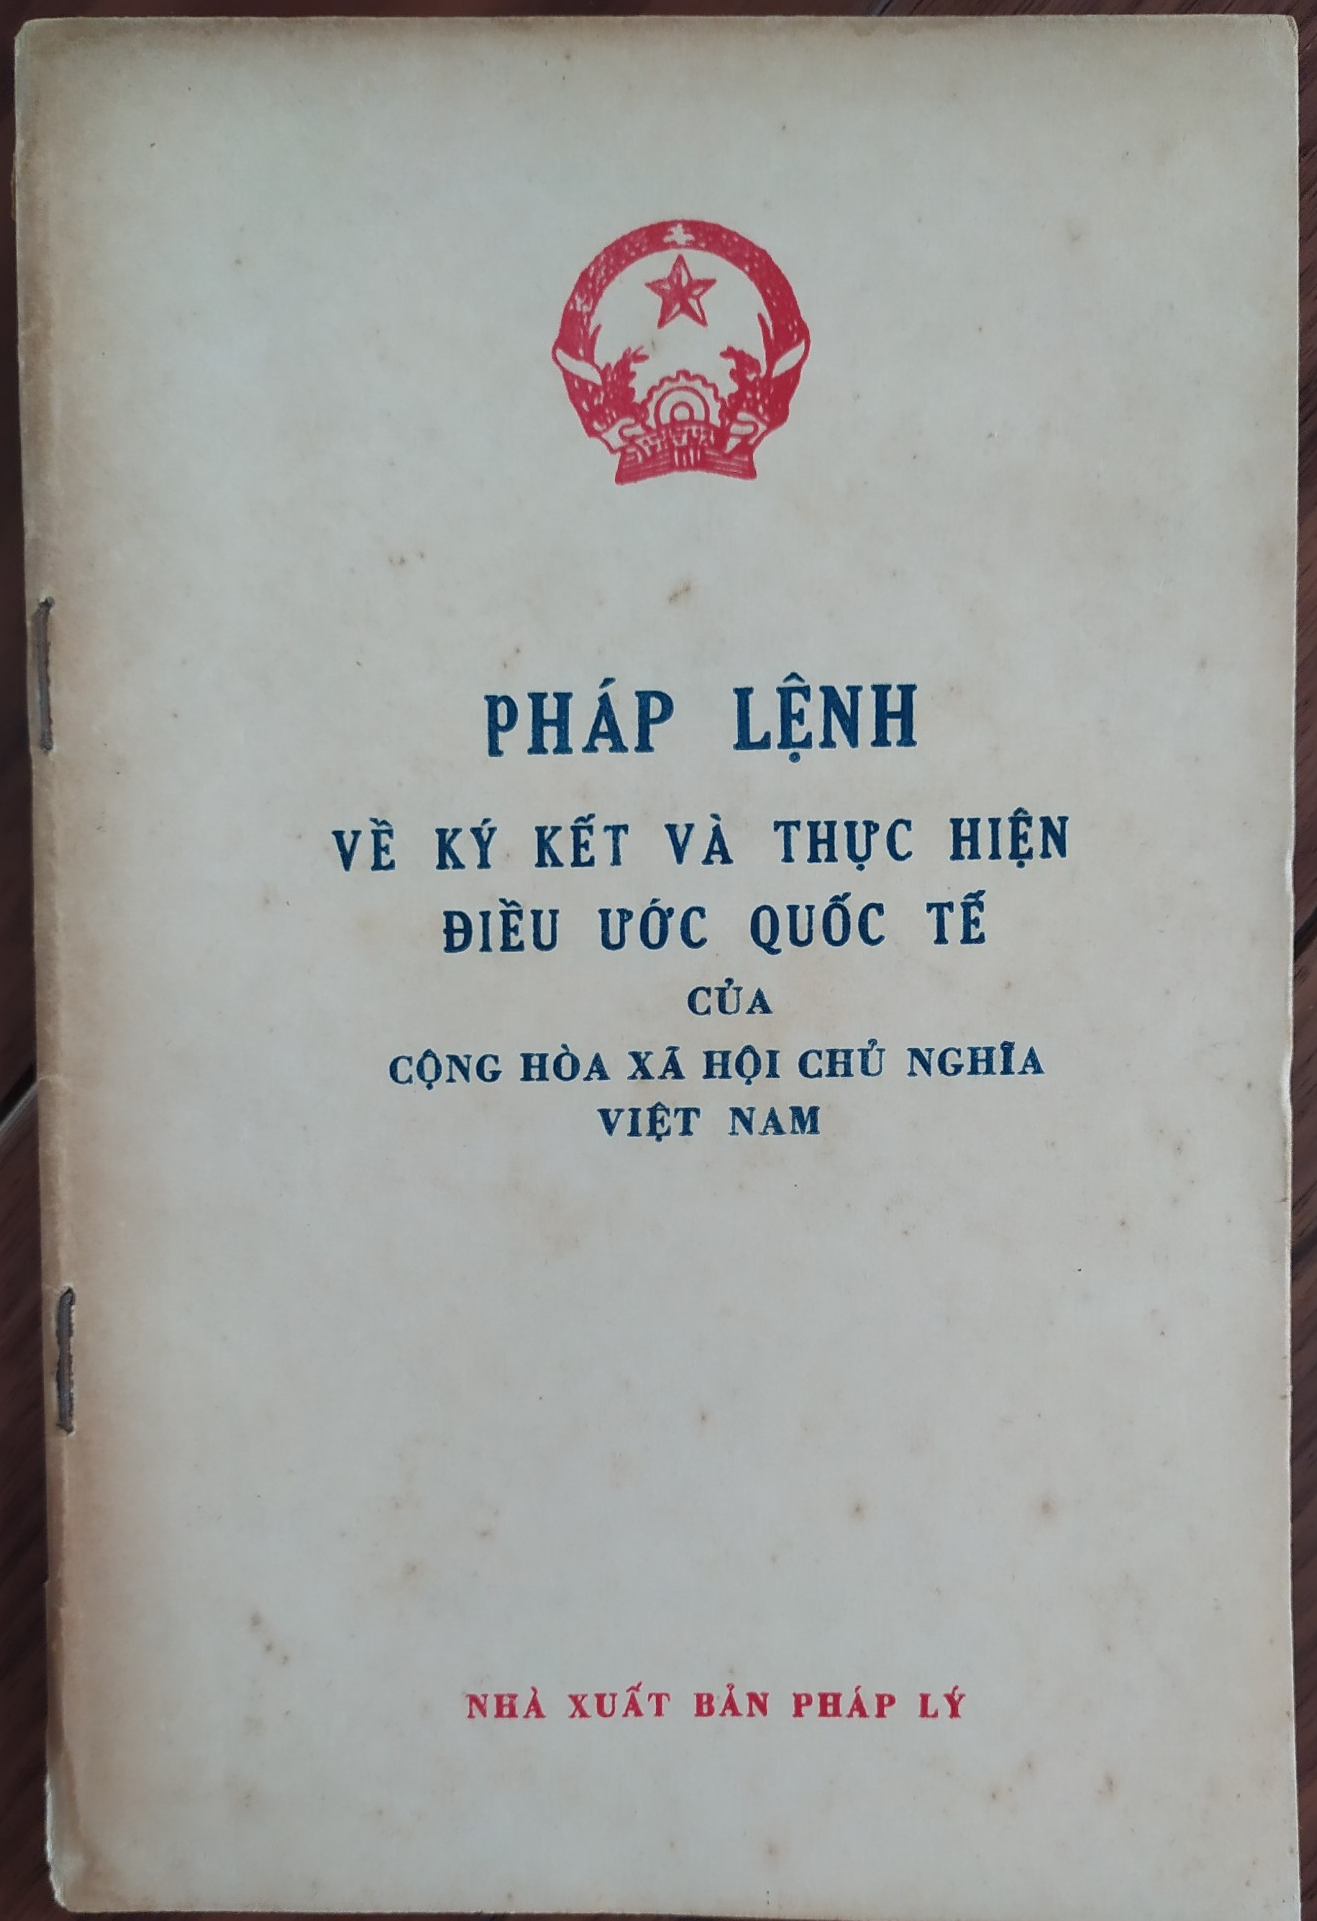 PHÁP LỆNH
VỀ KÝ KẾT VÀ THỰC HIỆN
ĐIỀU ƯỚC QUỐC TẾ
CỦA
CỘNG HÒA XÃ HỘI CHỦ NGHĨA
VIỆT NAM
NHÀ XUẤT BẢN PHÁP LÝ